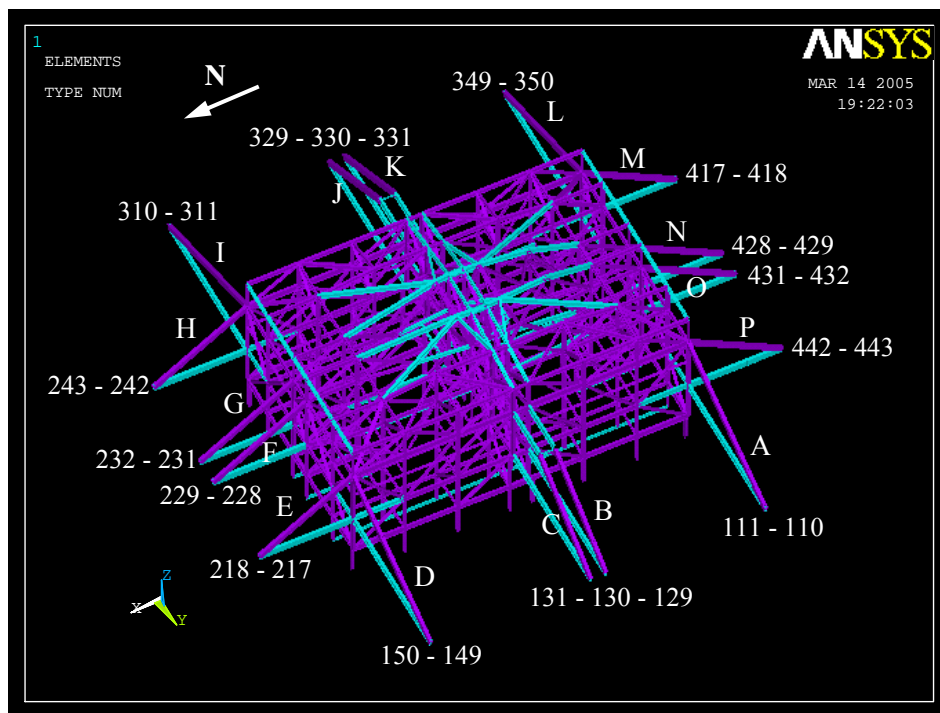 1
ELEMENTS
TYPE NUM
ANSYS
MAR 14 2005
19:22:03
N
349 - 350
L
329 - 330 - 331
K
J
M
417 - 418
310 - 311
I
N
428 - 429
431 - 432
O
H
P
442 - 443
243 - 242
G
F
232 - 231
229 - 228
E
A
111 - 110
B
C
218 - 217
D
131 - 130 - 129
150 - 149
Z
X
Y